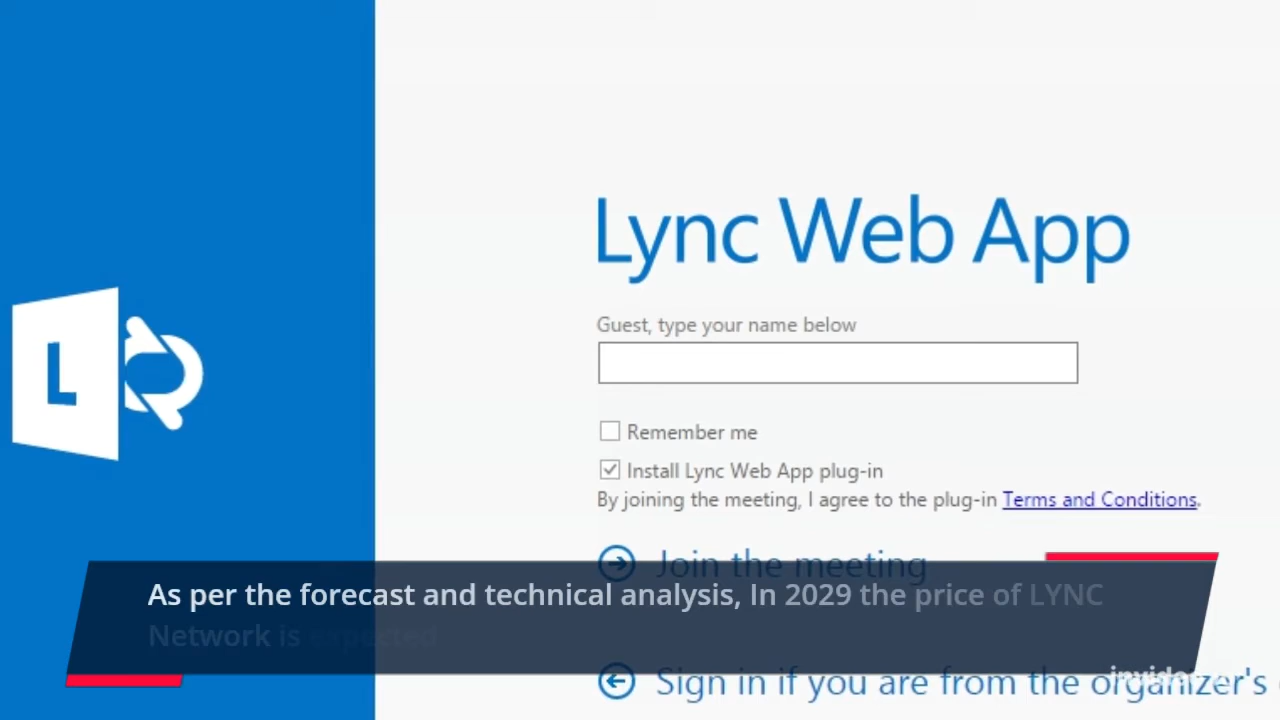 L
Lync Web App
Guest, type your name below
Remember me
Install Lync Web App plug-in
By joining the meeting, I agree to the plug-in Terms and Conditions.
Join the meeting
As per the forecast and technical analysis, In 2029 the price of LYNC
Network is expected
Sign in if you are from the organizer's